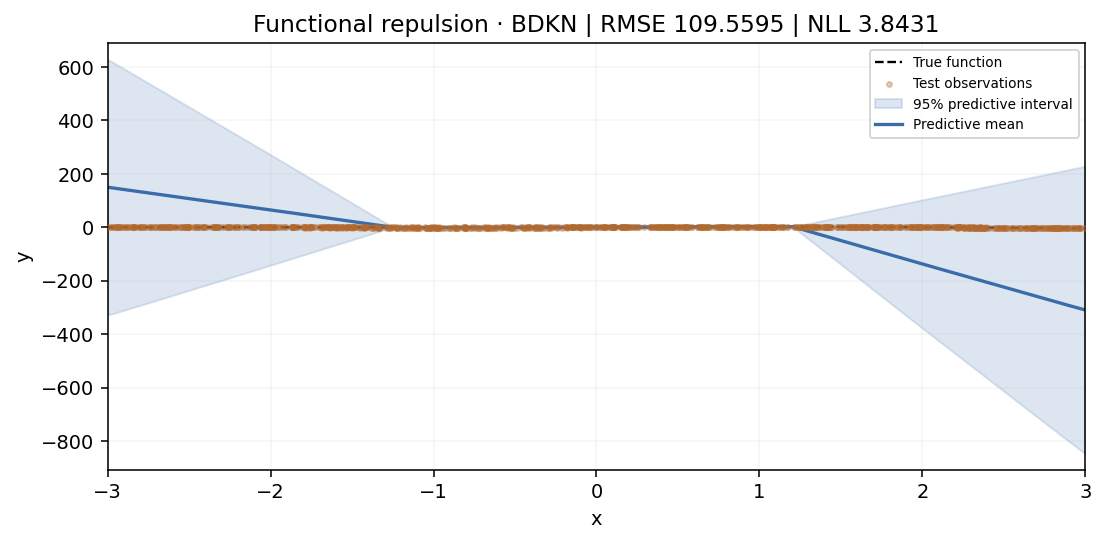 Functional repulsion · BDKN | RMSE 109.5595 | NLL 3.8431
True function
Test observations
95% predictive interval
Predictive mean
600
400
200
0
−200
−400
−600
−800
y
−3
−2
−1
0
1
2
3
x